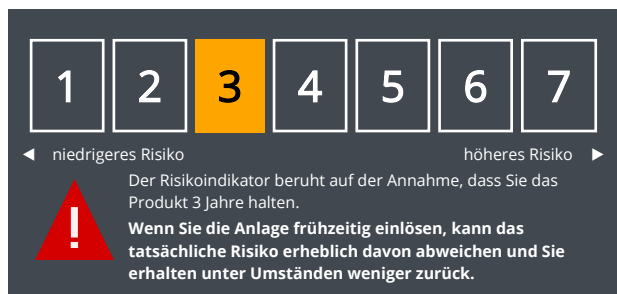 1 2 3 4 5 6 7
niedrigeres Risiko höheres Risiko
Der Risikoindikator beruht auf der Annahme, dass Sie das
Produkt 3 Jahre halten.
Wenn Sie die Anlage frühzeitig einlösen, kann das
tatsächliche Risiko erheblich davon abweichen und Sie
erhalten unter Umständen weniger zurück.
!